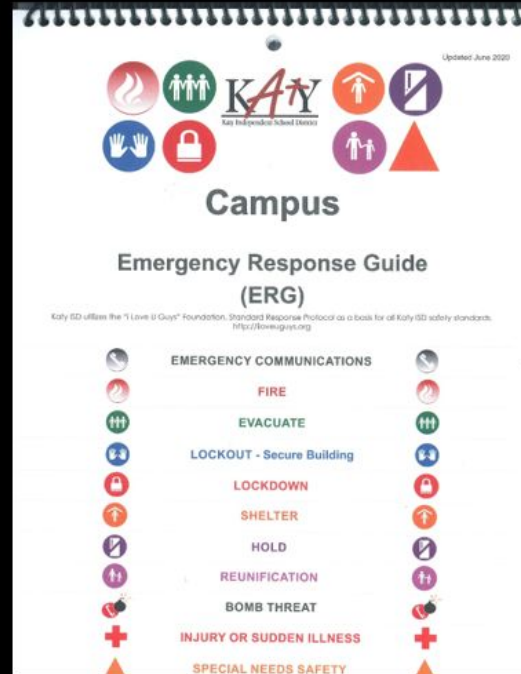 Updated June 2020
KATY
Katy Independent School District
Campus
Emergency Response Guide
(ERG)
Katy ISD utilizes the "I Love U Guys" Foundation, Standard Response Protocol as a basis for all Katy ISD safety standards.
http://iloveuguys.org
EMERGENCY COMMUNICATIONS
FIRE
EVACUATE
LOCKOUT - Secure Building
LOCKDOWN
SHELTER
HOLD
REUNIFICATION
BOMB THREAT
INJURY OR SUDDEN ILLNESS
SPECIAL NEEDS SAFETY